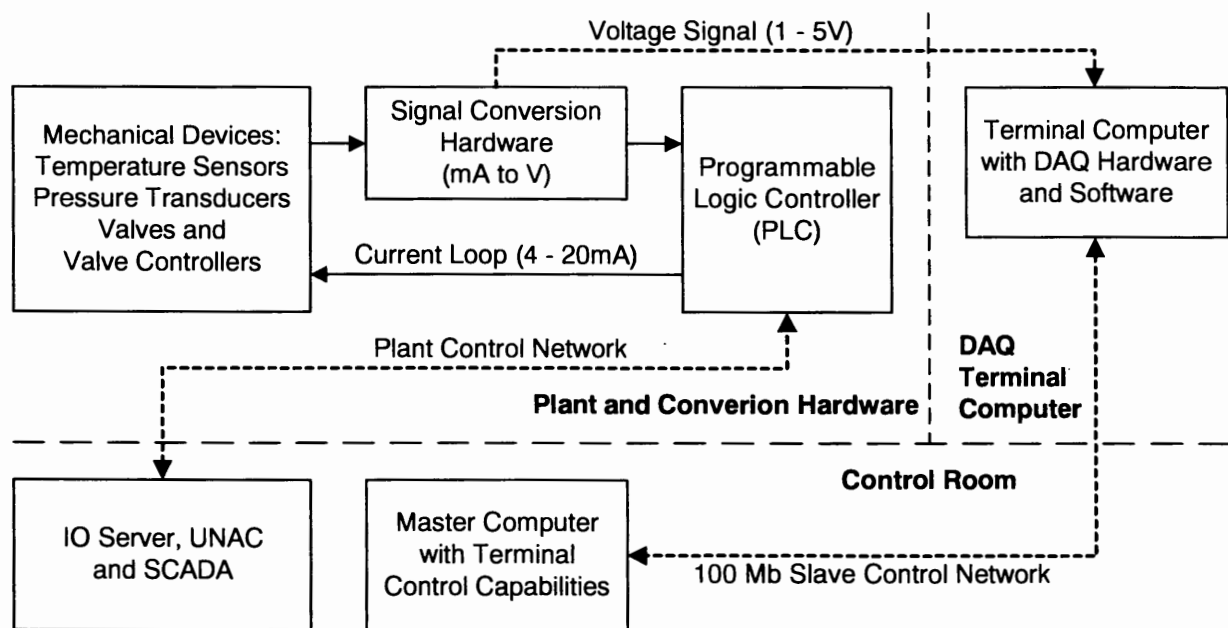 Voltage Signal (1 - 5V)
Mechanical Devices:
Temperature Sensors
Pressure Transducers
Valves and
Valve Controllers
Signal Conversion
Hardware
(mA to V)
Programmable
Logic Controller
(PLC)
Terminal Computer
with DAQ Hardware
and Software
Current Loop (4 - 20mA)
Plant Control Network
Plant and Converion Hardware
DAQ
Terminal
Computer
Control Room
IO Server, UNAC
and SCADA
Master Computer
with Terminal
Control Capabilities
100 Mb Slave Control Network